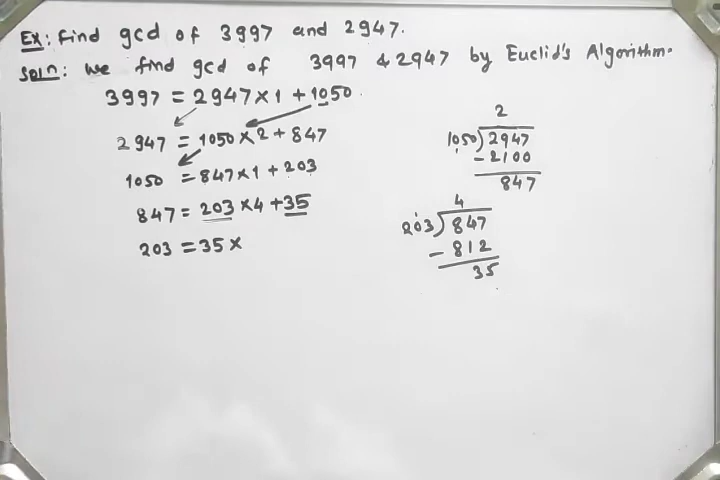 Ex: Find gcd of 3997 and 2947.
Soln: We find gcd of 3997 & 2947 by Euclid's Algorithm.
3997 = 2947 x 1 + 1050.
2947 = 1050 x 2 + 847
1050 = 847 x 1 + 203
847 = 203 x 4 + 35
203 = 35 x
2
1050)2947
-2100
847
4
1
203)847
-812
35